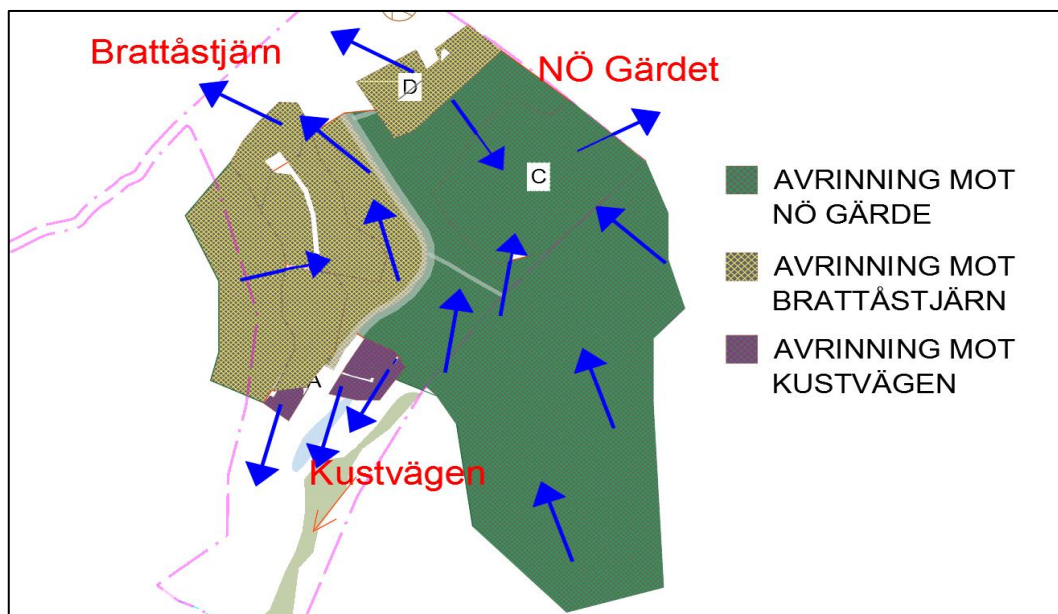 Brattåstjärn
NÖ Gärdet
D
C
A
Kustvägen
AVRINNING MOT
NÖ GÄRDE
AVRINNING MOT
BRATTÅSTJÄRN
AVRINNING MOT
KUSTVÄGEN